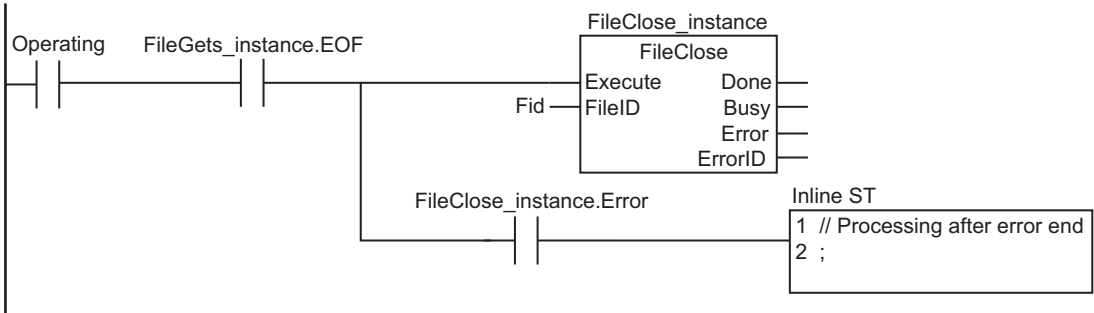 FileClose_instance
Operating FileGets_instance.EOF FileClose
Execute Done
Fid FileID Busy
Error
ErrorID
FileClose_instance.Error Inline ST
1 // Processing after error end
2 ;